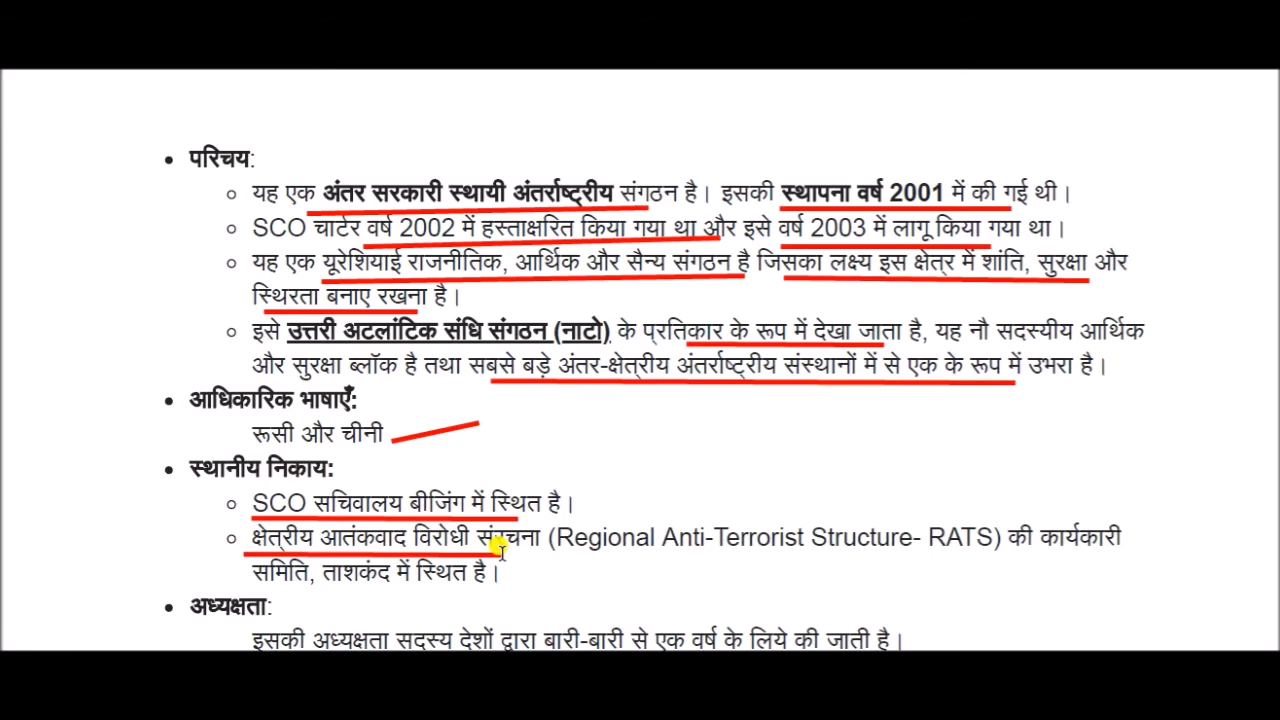 • परिचय:
○ यह एक अंतर सरकारी स्थायी अंतर्राष्ट्रीय संगठन है। इसकी स्थापना वर्ष 2001 में की गई थी।
○ SCO चार्टर वर्ष 2002 में हस्ताक्षरित किया गया था और इसे वर्ष 2003 में लागू किया गया था।
○ यह एक यूरेशियाई राजनीतिक, आर्थिक और सैन्य संगठन है जिसका लक्ष्य इस क्षेत्र में शांति, सुरक्षा और
स्थिरता बनाए रखना है।
○ इसे उत्तरी अटलांटिक संधि संगठन (नाटो) के प्रतिकार के रूप में देखा जाता है, यह नौ सदस्यीय आर्थिक
और सुरक्षा ब्लॉक है तथा सबसे बड़े अंतर-क्षेत्रीय अंतर्राष्ट्रीय संस्थानों में से एक के रूप में उभरा है।
• आधिकारिक भाषाएँ:
रूसी और चीनी
• स्थानीय निकाय:
○ SCO सचिवालय बीजिंग में स्थित है।
○ क्षेत्रीय आतंकवाद विरोधी संरचना (Regional Anti-Terrorist Structure- RATS) की कार्यकारी
समिति, ताशकंद में स्थित है।
• अध्यक्षता:
इसकी अध्यक्षता सदस्य देशों द्वारा बारी-बारी से एक वर्ष के लिये की जाती है।